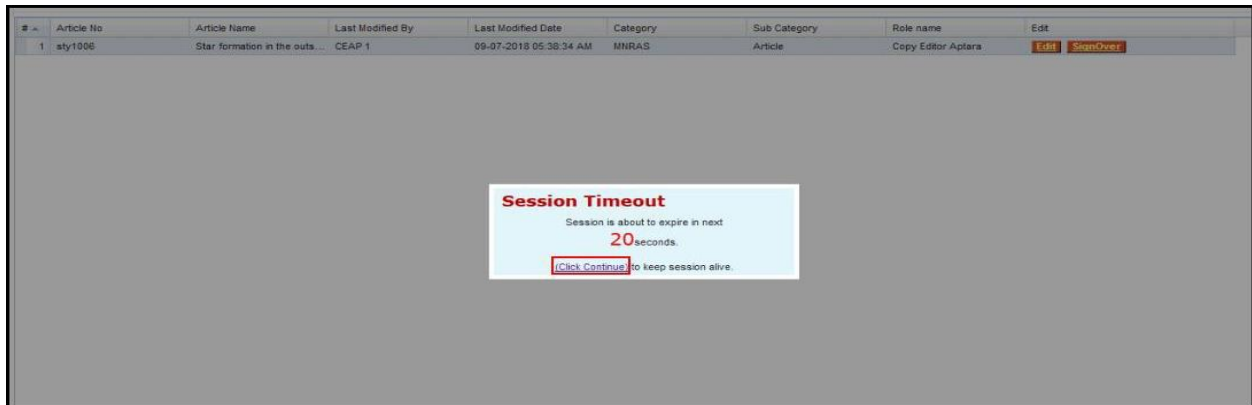 # Article No Article Name Last Modified By Last Modified Date Category Sub Category Role name Edit
1 sty1006 Star formation in the outs... CEAP 1 09-07-2018 05:38:34 AM MNRAS Article Copy Editor Aptara Edit SignOver
Session Timeout
Session is about to expire in next
20seconds.
(Click Continue) to keep session alive.